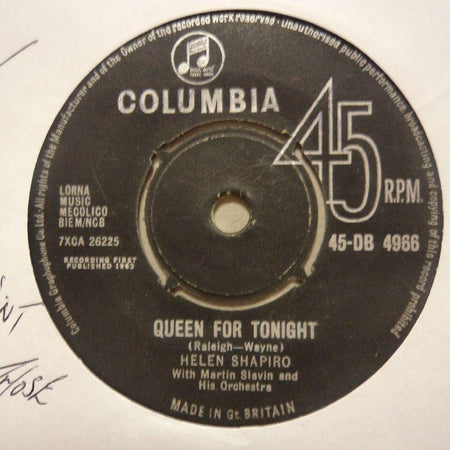 of the recorded work reserved · Unauthorised public performance, broadcasting and copying of this record prohibited
Columbia Graphophone Co. Ltd. · All rights of the Manufacturer and of the Owner
COLUMBIA
45
R.P.M.
LORNA
MUSIC
MECOLICO
BIEM/NCB
7XCA 26225
45-DB 4966
RECORDING FIRST
PUBLISHED 1963
QUEEN FOR TONIGHT
(Raleigh—Wayne)
HELEN SHAPIRO
With Martin Slavin and
His Orchestra
MADE IN Gt. BRITAIN